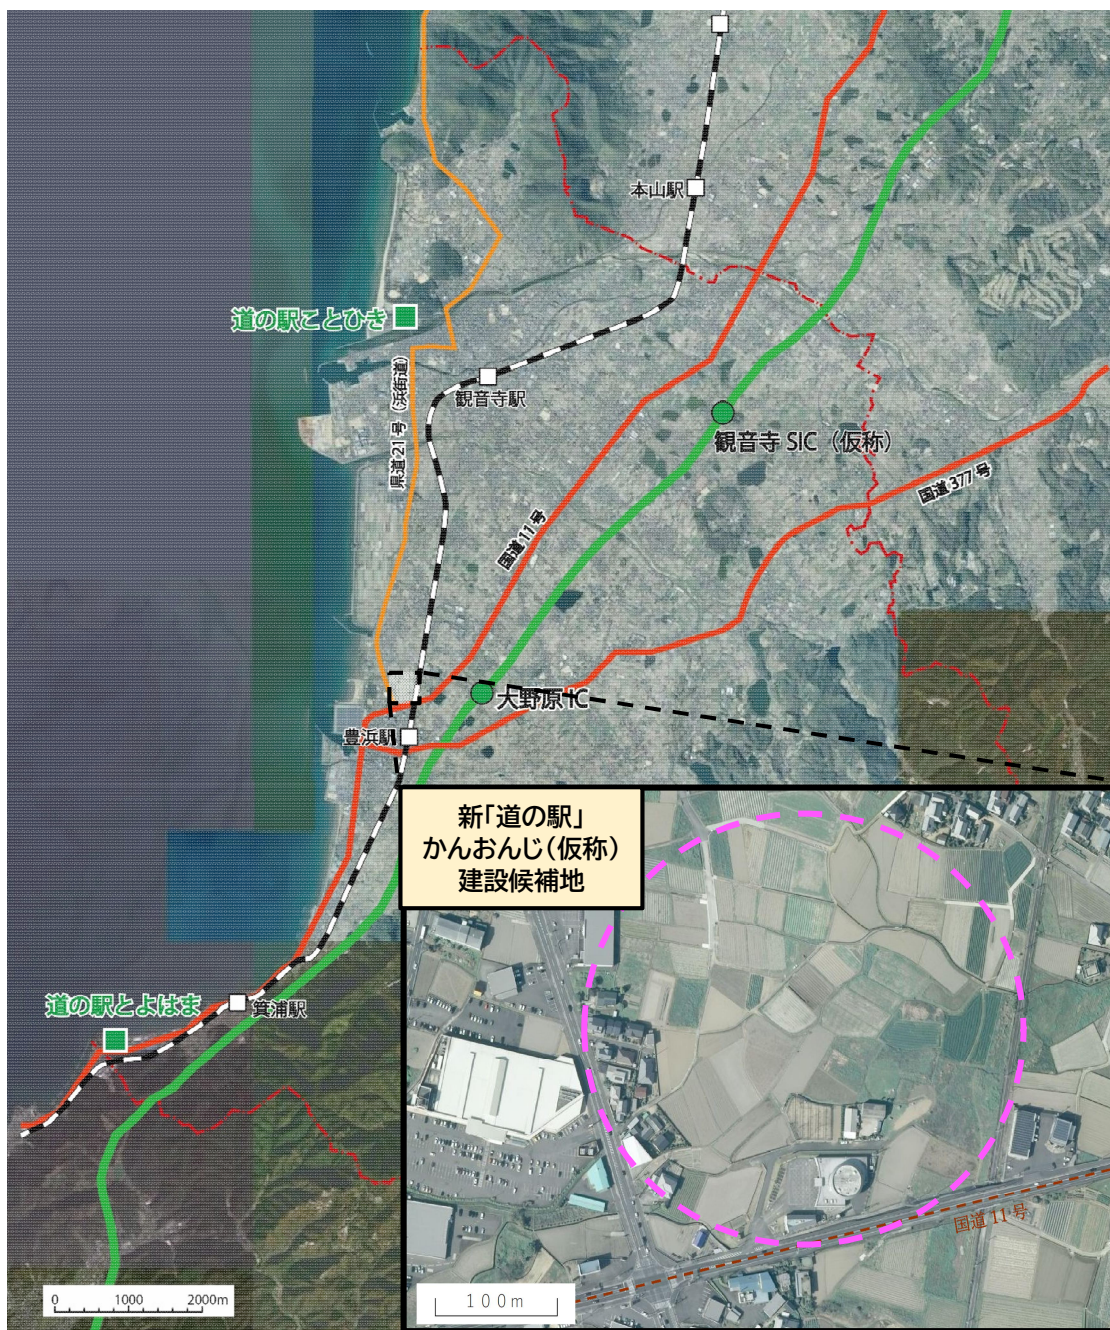 本山駅
道の駅ことひき
県道21号(浜街道)
観音寺駅
観音寺 SIC(仮称)
国道 377 号
国道 11 号
大野原 IC
豊浜駅
新「道の駅」
かんおんじ(仮称)
建設候補地
道の駅とよはま
箕浦駅
国道 11 号
0 1000 2000m
100m